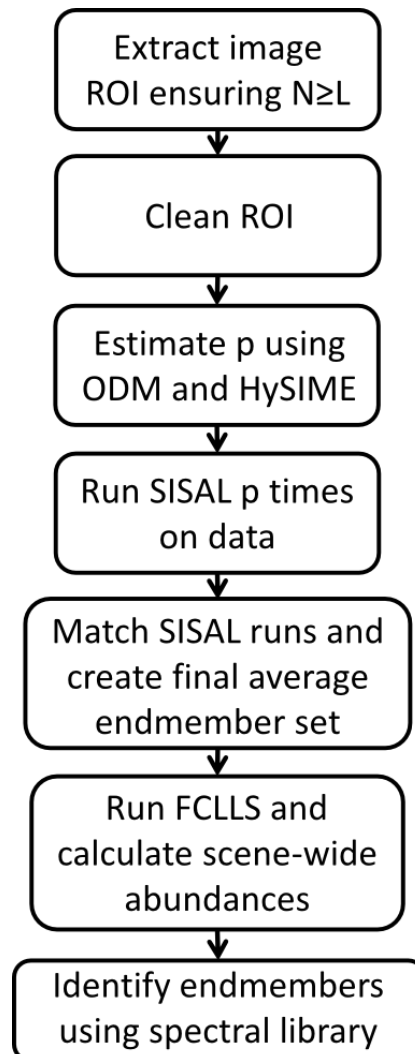 Extract image
ROI ensuring N≥L
Clean ROI
Estimate p using
ODM and HySIME
Run SISAL p times
on data
Match SISAL runs and
create final average
endmember set
Run FCLLS and
calculate scene-wide
abundances
Identify endmembers
using spectral library